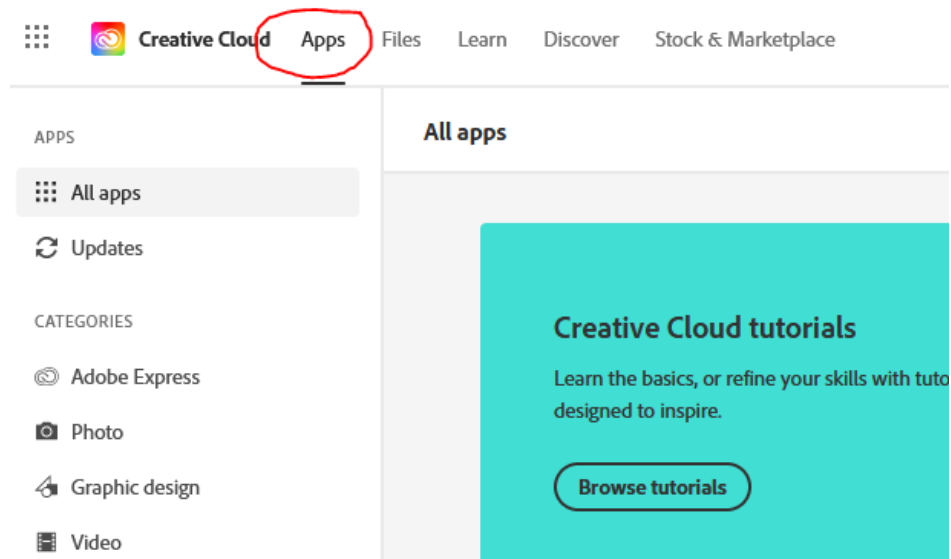 Creative Cloud Apps Files Learn Discover Stock & Marketplace
APPS
All apps
Updates
CATEGORIES
Adobe Express
Photo
Graphic design
Video
All apps
Creative Cloud tutorials
Learn the basics, or refine your skills with tuto
designed to inspire.
Browse tutorials